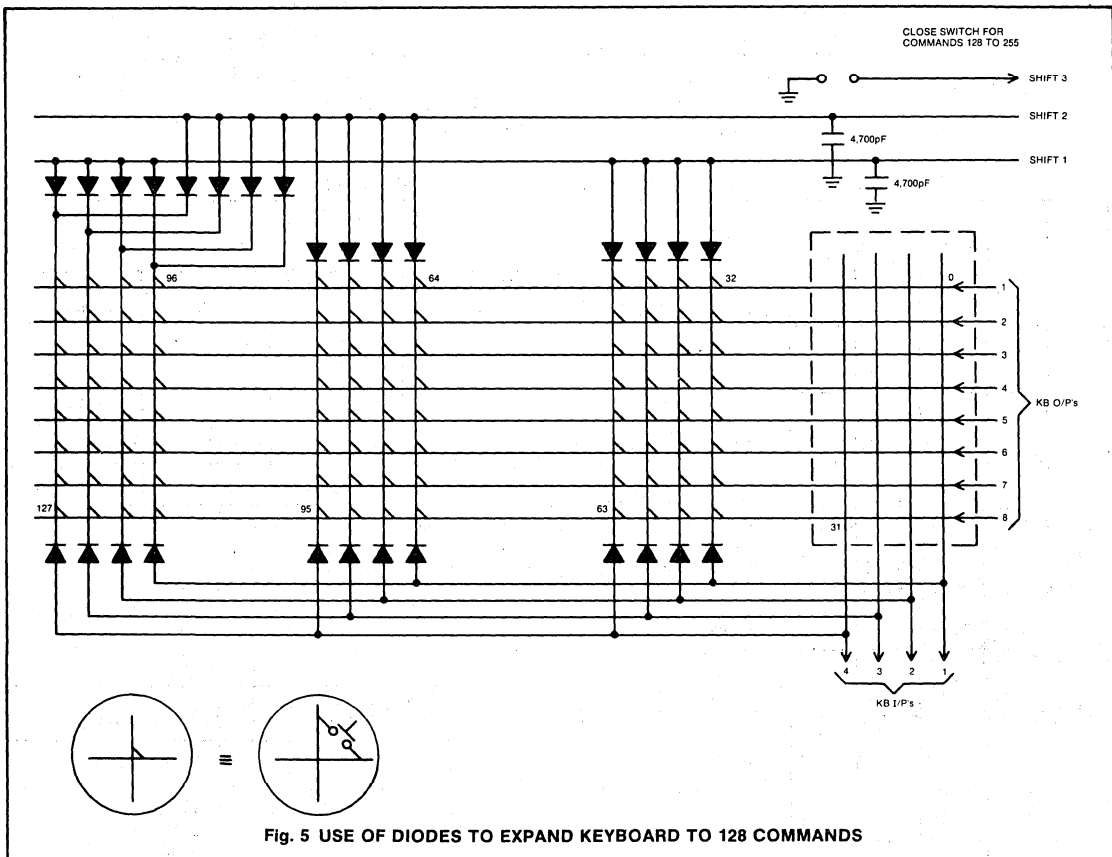 CLOSE SWITCH FOR
COMMANDS 128 TO 255
SHIFT 3
SHIFT 2
4,700pF
SHIFT 1
4,700pF
96
64
32
0
1
2
3
4
KB O/P's
5
6
7
127
95
63
8
31
4
3
2
1
KB I/P's
≡
Fig. 5 USE OF DIODES TO EXPAND KEYBOARD TO 128 COMMANDS